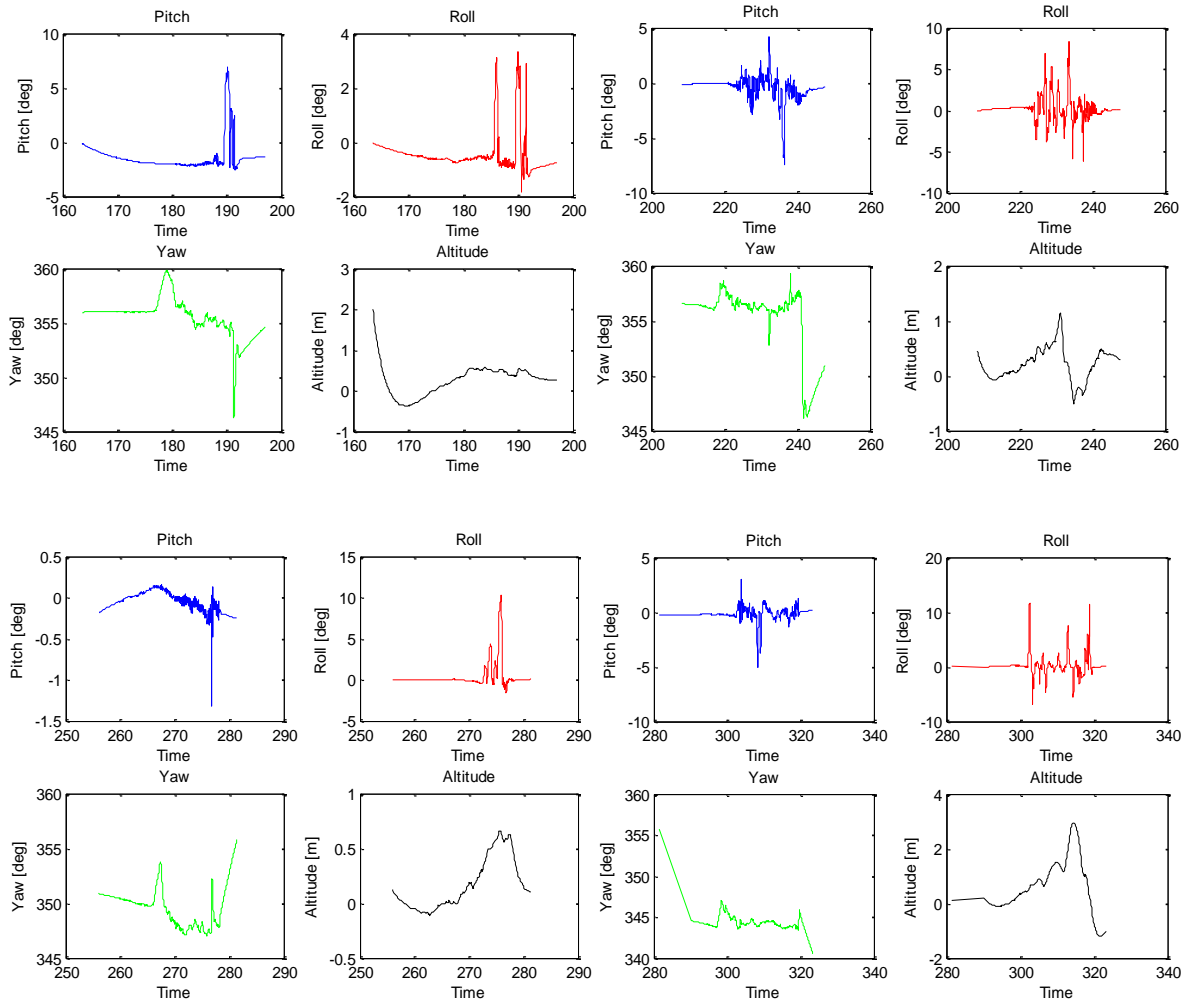 Pitch
10
5
0
-5
Pitch [deg]
160 170 180 190 200
Time
Roll
4
2
0
-2
Roll [deg]
160 170 180 190 200
Time
Pitch
5
0
-5
-10
Pitch [deg]
200 220 240 260
Time
Roll
10
5
0
-5
-10
Roll [deg]
200 220 240 260
Time
Yaw
360
355
350
345
Yaw [deg]
160 170 180 190 200
Time
Altitude
3
2
1
0
-1
Altitude [m]
160 170 180 190 200
Time
Yaw
360
355
350
345
Yaw [deg]
200 220 240 260
Time
Altitude
2
1
0
-1
Altitude [m]
200 220 240 260
Time
Pitch
0.5
0
-0.5
-1
-1.5
Pitch [deg]
250 260 270 280 290
Time
Roll
15
10
5
0
-5
Roll [deg]
250 260 270 280 290
Time
Pitch
5
0
-5
-10
Pitch [deg]
280 300 320 340
Time
Roll
20
10
0
-10
Roll [deg]
280 300 320 340
Time
Yaw
360
355
350
345
Yaw [deg]
250 260 270 280 290
Time
Altitude
1
0.5
0
-0.5
Altitude [m]
250 260 270 280 290
Time
Yaw
360
355
350
345
340
Yaw [deg]
280 300 320 340
Time
Altitude
4
2
0
-2
Altitude [m]
280 300 320 340
Time